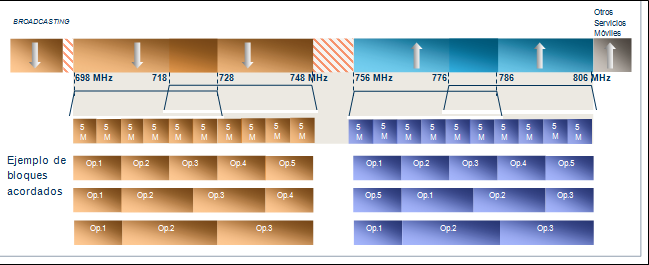 BROADCASTING
Otros
Servicios
Móviles
698 MHz 718 728 748 MHz 756 MHz 776 786 806 MHz
5 5 5 5 5 5 5 5 5 5 5 5 5 5 5 5 5 5 5 5
M M M M M M M M M M M M M M M M M M M M
Ejemplo de
bloques
acordados
Op.1 Op.2 Op.3 Op.4 Op.5 Op.1 Op.2 Op.3 Op.4 Op.5
Op.1 Op.2 Op.3 Op.4 Op.5 Op.1 Op.2 Op.3
Op.1 Op.2 Op.3 Op.1 Op.2 Op.3